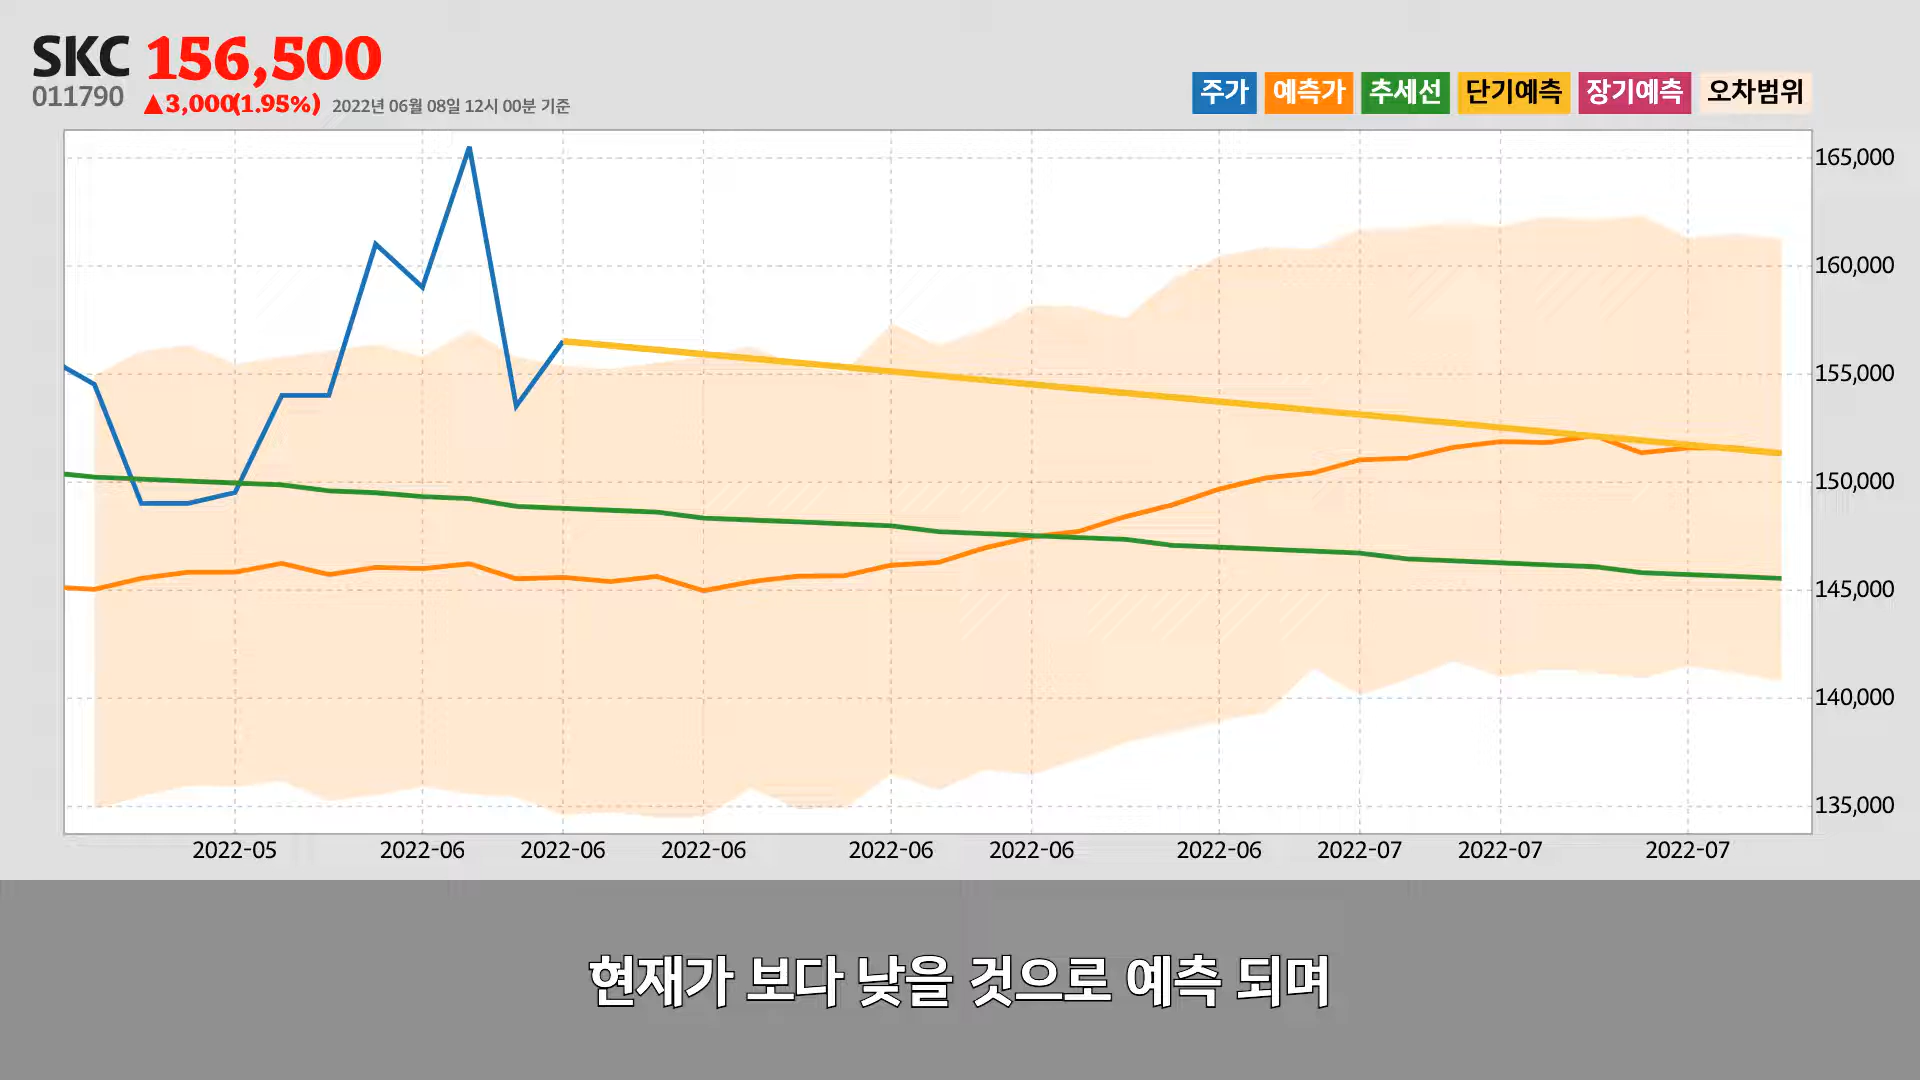 SKC 156,500
011790 ▲3,000(1.95%) 2022년 06월 08일 12시 00분 기준
주가 예측가 추세선 단기예측 장기예측 오차범위
165,000
160,000
155,000
150,000
145,000
140,000
135,000
2022-05 2022-06 2022-06 2022-06 2022-06 2022-06 2022-06 2022-07 2022-07 2022-07
현재가 보다 낮을 것으로 예측 되며